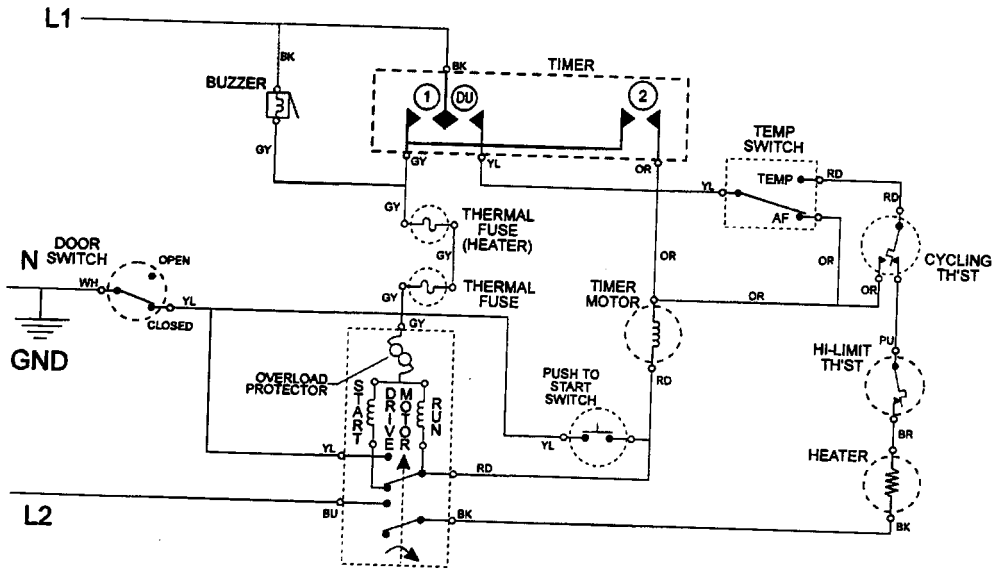 L1
BK
BUZZER
GY
BK
TIMER
1
DU
2
GY
YL
OR
TEMP
SWITCH
YL
TEMP
RD
AF
RD
CYCLING
TH'ST
GY
THERMAL
FUSE
(HEATER)
GY
GY
THERMAL
FUSE
GY
N
DOOR
SWITCH
OPEN
WH
YL
CLOSED
GND
OR
OR
OR
TIMER
MOTOR
RD
PU
HI-LIMIT
TH'ST
BR
HEATER
BK
OVERLOAD
PROTECTOR
START
DRIVE
MOTOR
RUN
PUSH TO
START
SWITCH
YL
YL
RD
L2
BU
BK